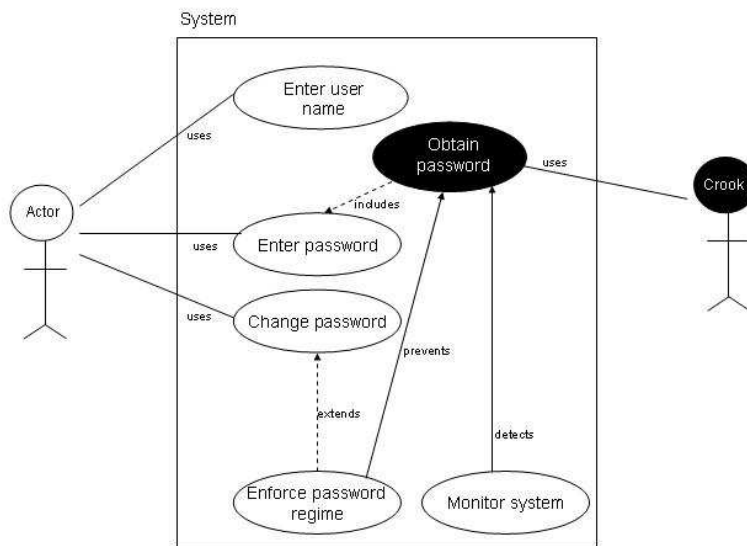 System
Enter user
name
uses
Obtain
password
uses
Crook
Actor
includes
uses
Enter password
uses
Change password
prevents
extends
detects
Enforce password
regime
Monitor system